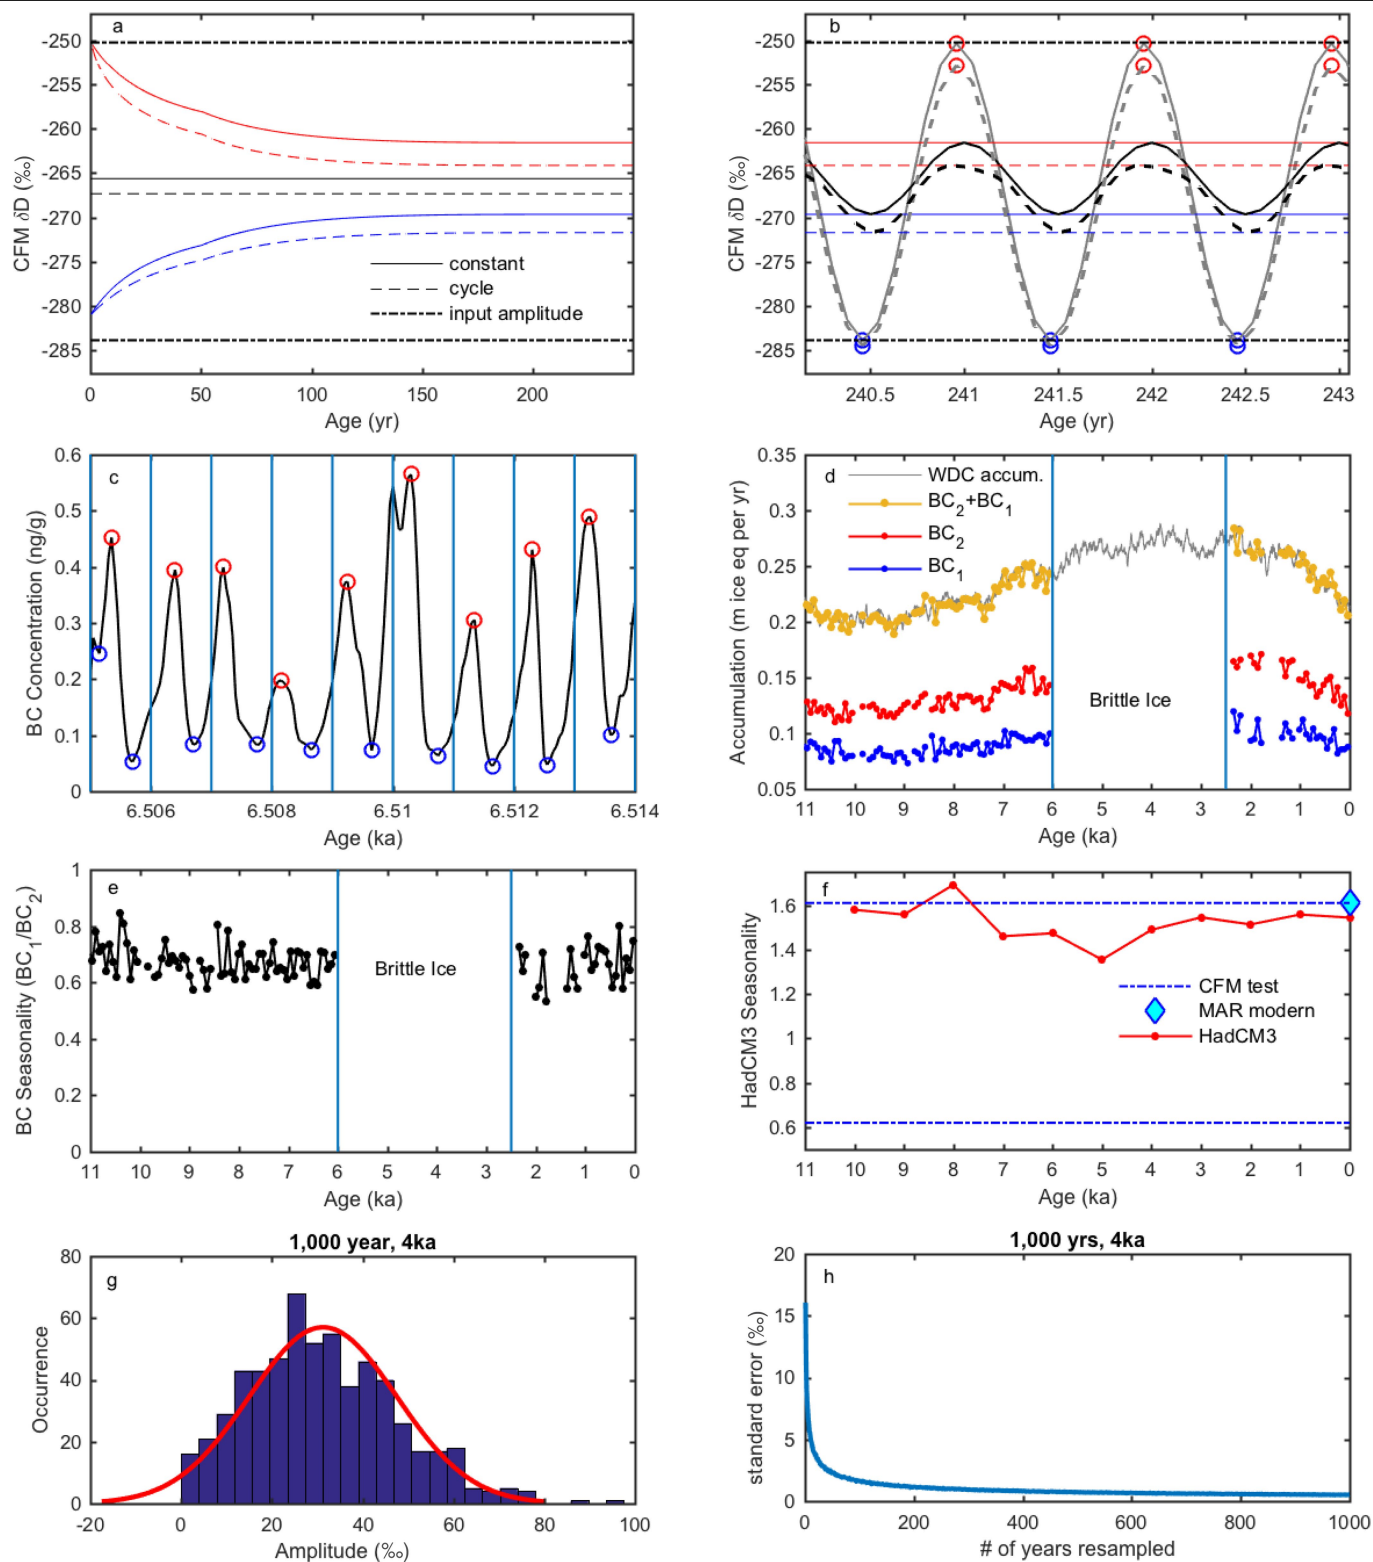 a
-250
-255
-260
-265
-270
-275
-280
-285
CFM δD (‰)
constant
cycle
input amplitude
0 50 100 150 200
Age (yr)
b
-250
-255
-260
-265
-270
-275
-280
-285
CFM δD (‰)
240.5 241 241.5 242 242.5 243
Age (yr)
c
0.6
0.5
0.4
0.3
0.2
0.1
0
BC Concentration (ng/g)
6.506 6.508 6.51 6.512 6.514
Age (ka)
d
0.35
0.3
0.25
0.2
0.15
0.1
0.05
Accumulation (m ice eq per yr)
WDC accum.
BC2+BC1
BC2
BC1
Brittle Ice
11 10 9 8 7 6 5 4 3 2 1 0
Age (ka)
e
1
0.8
0.6
0.4
0.2
0
BC Seasonality (BC1/BC2)
Brittle Ice
11 10 9 8 7 6 5 4 3 2 1 0
Age (ka)
f
1.6
1.4
1.2
1
0.8
0.6
HadCM3 Seasonality
CFM test
MAR modern
HadCM3
11 10 9 8 7 6 5 4 3 2 1 0
Age (ka)
1,000 year, 4ka
g
80
60
40
20
0
Occurrence
-20 0 20 40 60 80 100
Amplitude (‰)
1,000 yrs, 4ka
h
20
15
10
5
0
standard error (‰)
0 200 400 600 800 1000
# of years resampled